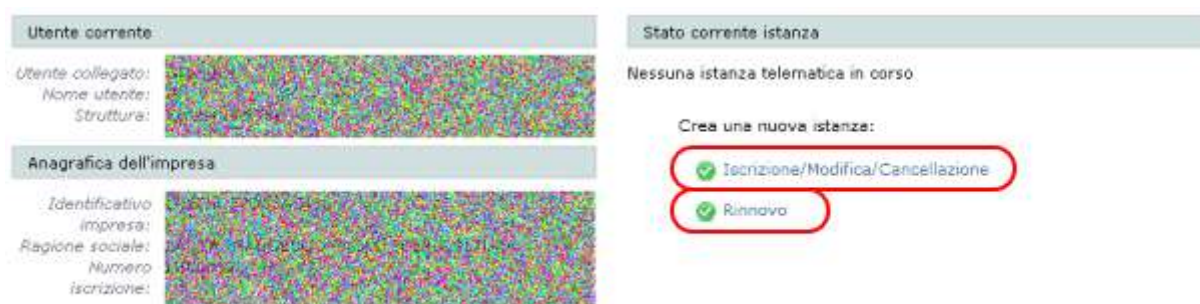 Utente corrente
Utente collegato:
Nome utente:
Struttura:
Anagrafica dell'impresa
Identificativo
impresa:
Ragione sociale:
Numero
iscrizione:
Stato corrente istanza
Nessuna istanza telematica in corso
Crea una nuova istanza:
Iscrizione/Modifica/Cancellazione
Rinnovo